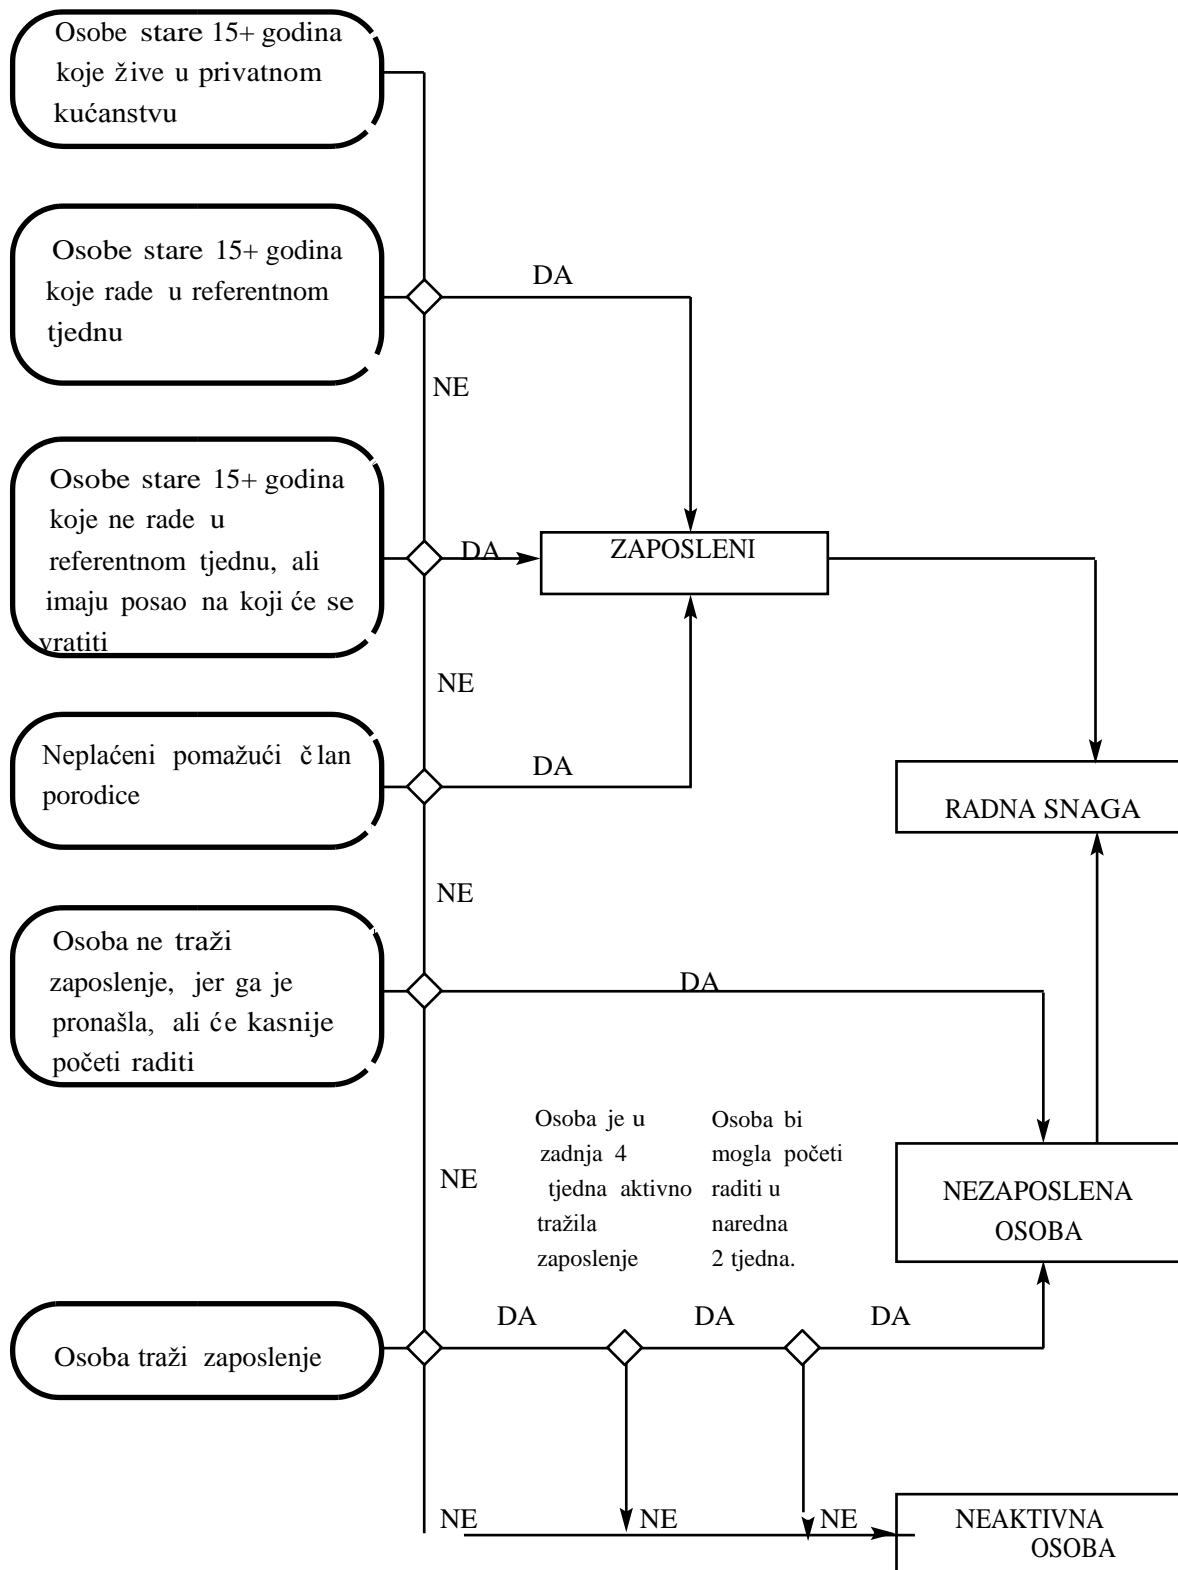 Osobe stare 15+ godina
koje žive u privatnom
kućanstvu
Osobe stare 15+ godina
koje rade u referentnom
tjednu
DA
NE
Osobe stare 15+ godina
koje ne rade u
referentnom tjednu, ali
imaju posao na koji će se
vratiti
DA
ZAPOSLENI
NE
Neplaćeni pomažući član
porodice
DA
RADNA SNAGA
NE
Osoba ne traži
zaposlenje, jer ga je
pronašla, ali će kasnije
početi raditi
DA
NE
Osoba je u
zadnja 4
tjedna aktivno
tražila
zaposlenje
Osoba bi
mogla početi
raditi u
naredna
2 tjedna.
NEZAPOSLENA
OSOBA
Osoba traži zaposlenje
DA
DA
DA
NE
NE
NE
NEAKTIVNA
OSOBA